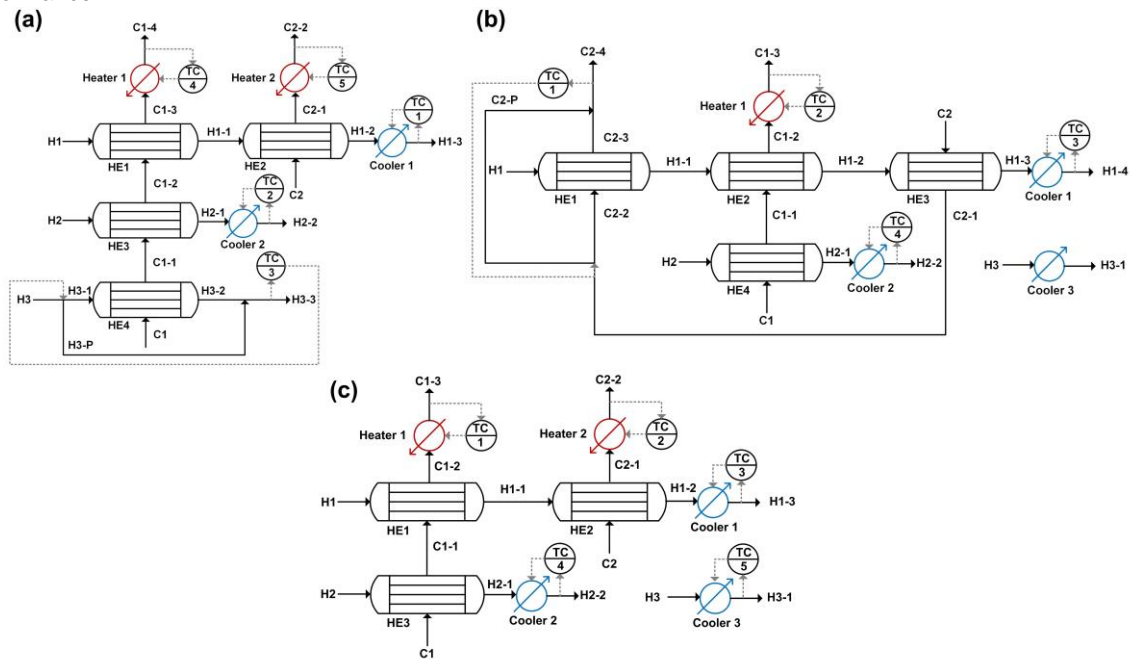 (a)
C1-4
C2-2
Heater 1
TC
4
Heater 2
TC
5
C1-3
C2-1
TC
1
H1
H1-1
H1-2
H1-3
HE1
HE2
Cooler 1
C1-2
C2
TC
2
H2
H2-1
H2-2
HE3
Cooler 2
C1-1
TC
3
H3
H3-1
H3-2
H3-3
HE4
C1
H3-P
(b)
C2-4
C1-3
TC
1
C2-P
Heater 1
TC
2
C2
C2-3
C1-2
TC
3
H1
H1-1
H1-2
H1-3
H1-4
HE1
HE2
HE3
Cooler 1
C2-2
C1-1
C2-1
TC
4
H2
H2-1
H2-2
H3
H3-1
HE4
Cooler 2
Cooler 3
C1
(c)
C1-3
C2-2
Heater 1
TC
1
Heater 2
TC
2
C1-2
C2-1
TC
3
H1
H1-1
H1-2
H1-3
HE1
HE2
Cooler 1
C1-1
C2
TC
4
TC
5
H2
H2-1
H2-2
H3
H3-1
HE3
Cooler 2
Cooler 3
C1